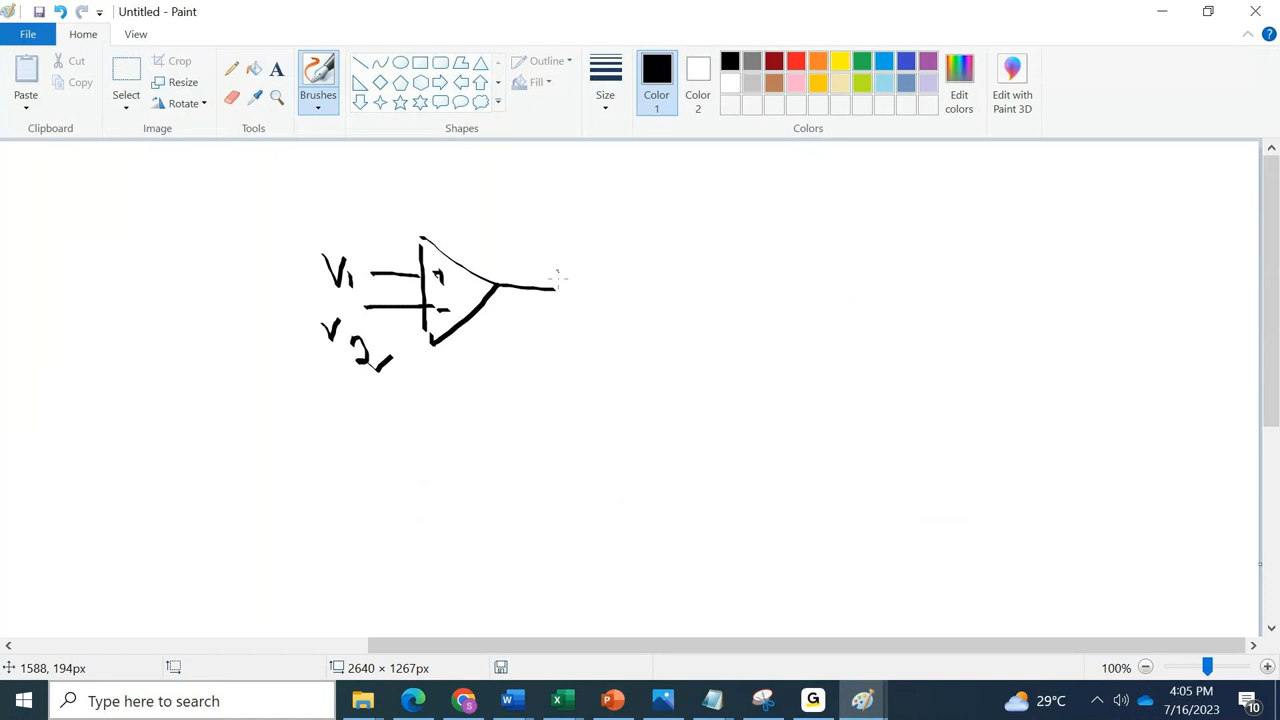 Untitled - Paint
File Home View
Cut
Copy
Paste
Clipboard
Crop
Resize
Rotate
Select
Image
Tools
Brushes
Outline
Fill
Shapes
Size
Color 1
Color 2
Edit colors
Colors
Edit with Paint 3D
V1
+
-
V2
1588, 194px
2640 × 1267px
100%
Type here to search
29°C
4:05 PM
7/16/2023
10